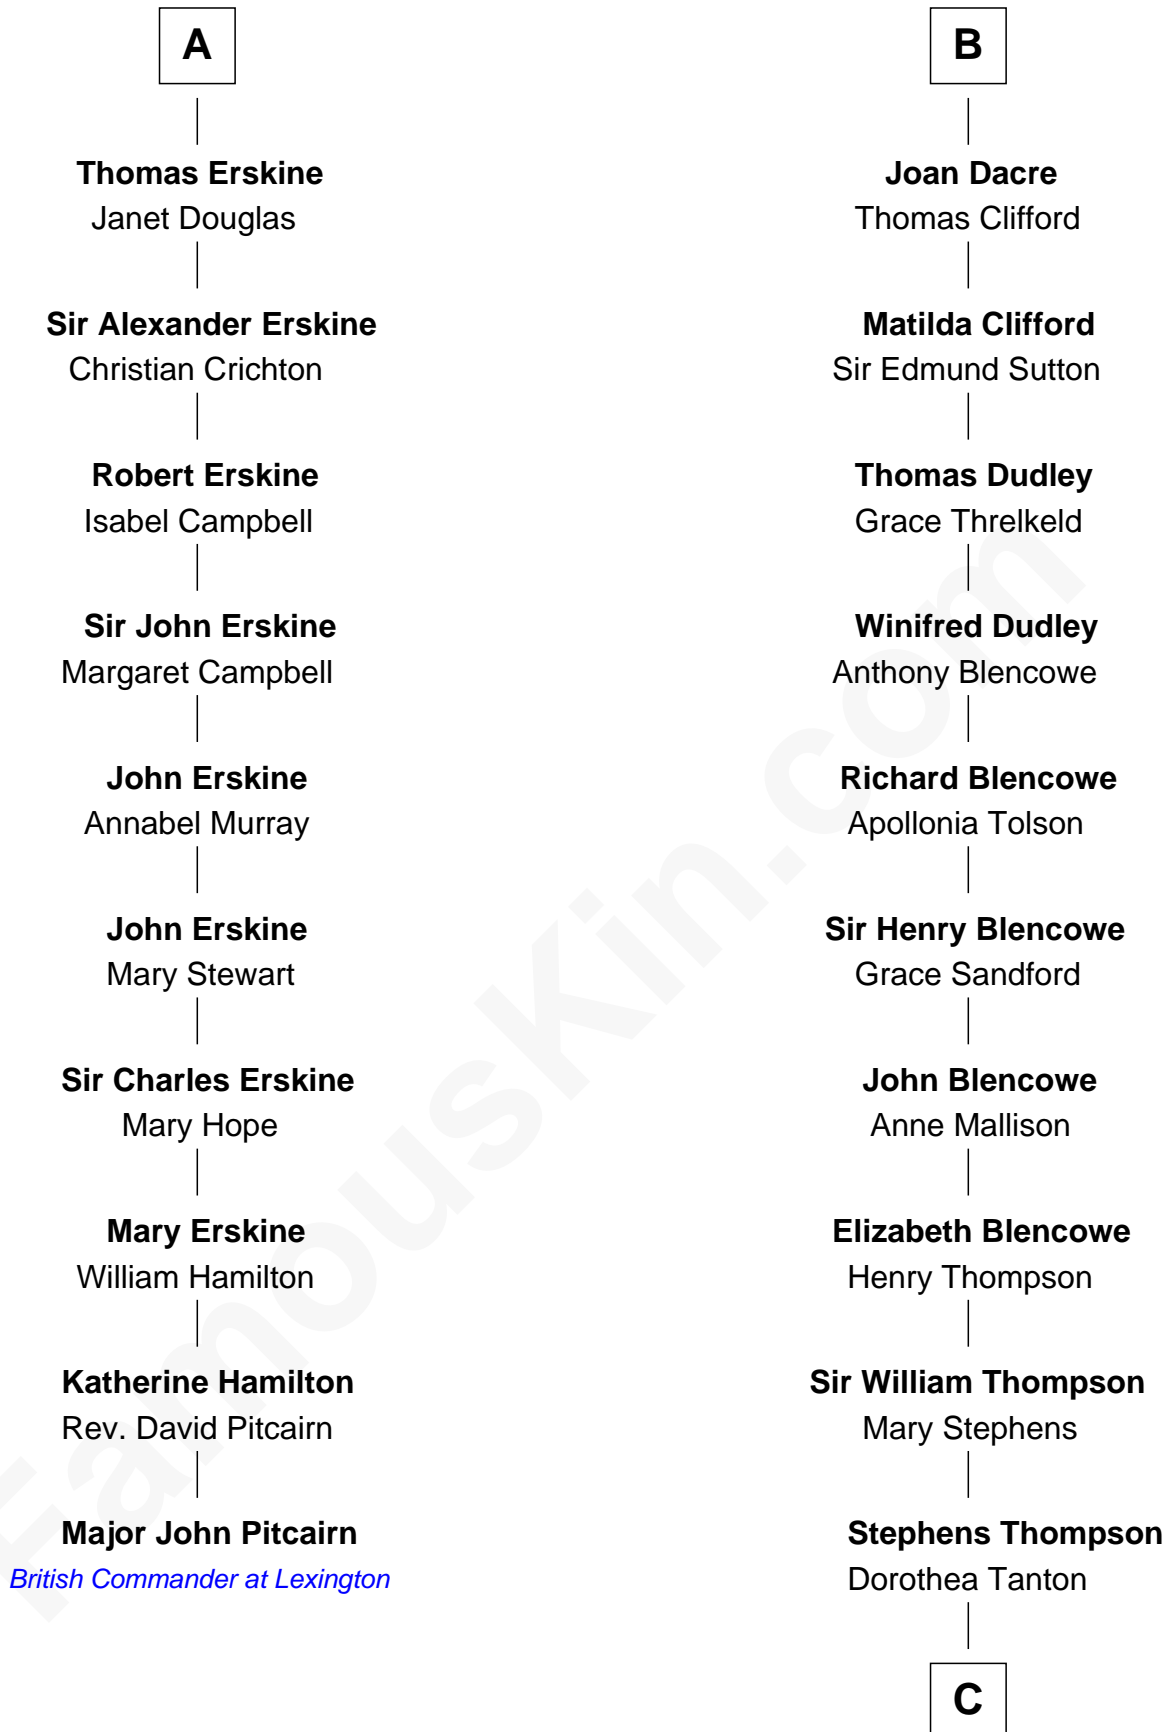 A
Thomas Erskine
Janet Douglas
Sir Alexander Erskine
Christian Crichton
Robert Erskine
Isabel Campbell
Sir John Erskine
Margaret Campbell
John Erskine
Annabel Murray
John Erskine
Mary Stewart
Sir Charles Erskine
Mary Hope
Mary Erskine
William Hamilton
Katherine Hamilton
Rev. David Pitcairn
Major John Pitcairn
British Commander at Lexington
B
Joan Dacre
Thomas Clifford
Matilda Clifford
Sir Edmund Sutton
Thomas Dudley
Grace Threlkeld
Winifred Dudley
Anthony Blencowe
Richard Blencowe
Apollonia Tolson
Sir Henry Blencowe
Grace Sandford
John Blencowe
Anne Mallison
Elizabeth Blencowe
Henry Thompson
Sir William Thompson
Mary Stephens
Stephens Thompson
Dorothea Tanton
C
FamousKin.com